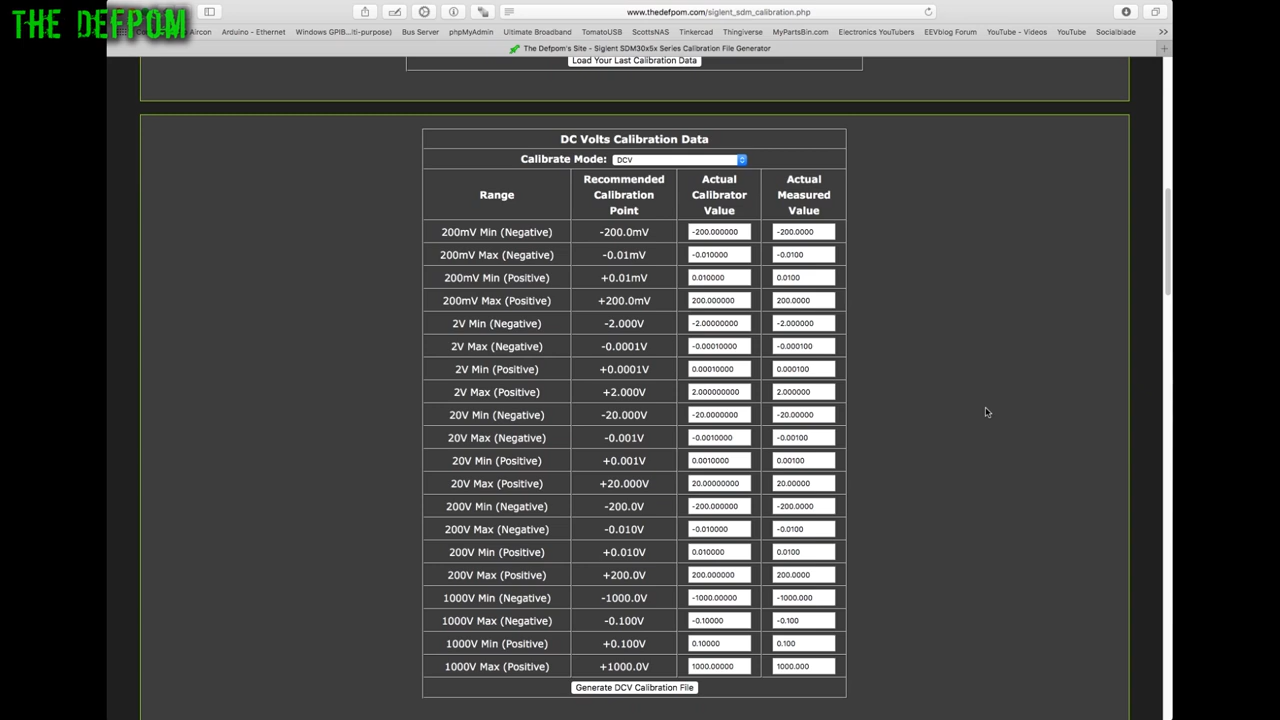 THE DEFPOM
www.thedefpom.com/siglent_sdm_calibration.php
Aircon Arduino - Ethernet Windows GPIB...ti-purpose) Bus Server phpMyAdmin Ultimate Broadband TomatoUSB ScottsNAS Tinkercad Thingiverse MyPartsBin.com Electronics YouTubers EEVblog Forum YouTube - Videos YouTube Socialblade
The Defpom's Site - Siglent SDM30x5x Series Calibration File Generator
Load Your Last Calibration Data
DC Volts Calibration Data
Calibrate Mode: DCV
Range Recommended Calibration Point Actual Calibrator Value Actual Measured Value
200mV Min (Negative) -200.0mV -200.000000 -200.0000
200mV Max (Negative) -0.01mV -0.010000 -0.0100
200mV Min (Positive) +0.01mV 0.010000 0.0100
200mV Max (Positive) +200.0mV 200.000000 200.0000
2V Min (Negative) -2.000V -2.00000000 -2.000000
2V Max (Negative) -0.0001V -0.00010000 -0.000100
2V Min (Positive) +0.0001V 0.00010000 0.000100
2V Max (Positive) +2.000V 2.000000000 2.000000
20V Min (Negative) -20.000V -20.0000000 -20.00000
20V Max (Negative) -0.001V -0.0010000 -0.00100
20V Min (Positive) +0.001V 0.0010000 0.00100
20V Max (Positive) +20.000V 20.00000000 20.00000
200V Min (Negative) -200.0V -200.000000 -200.0000
200V Max (Negative) -0.010V -0.010000 -0.0100
200V Min (Positive) +0.010V 0.010000 0.0100
200V Max (Positive) +200.0V 200.000000 200.0000
1000V Min (Negative) -1000.0V -1000.00000 -1000.000
1000V Max (Negative) -0.100V -0.10000 -0.100
1000V Min (Positive) +0.100V 0.10000 0.100
1000V Max (Positive) +1000.0V 1000.00000 1000.000
Generate DCV Calibration File